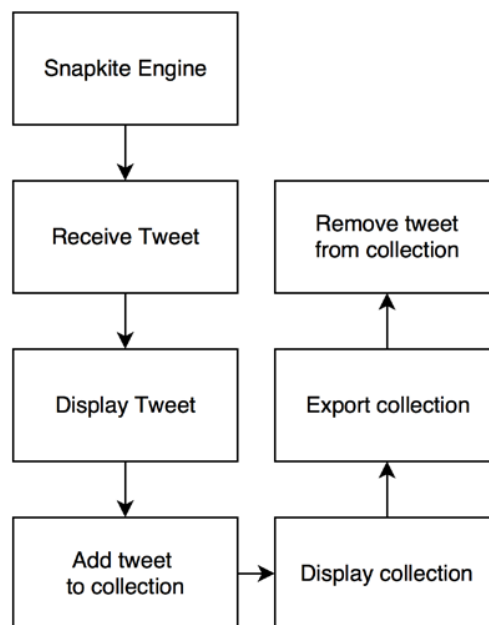 Snapkite Engine
Receive Tweet
Display Tweet
Add tweet
to collection
Display collection
Export collection
Remove tweet
from collection